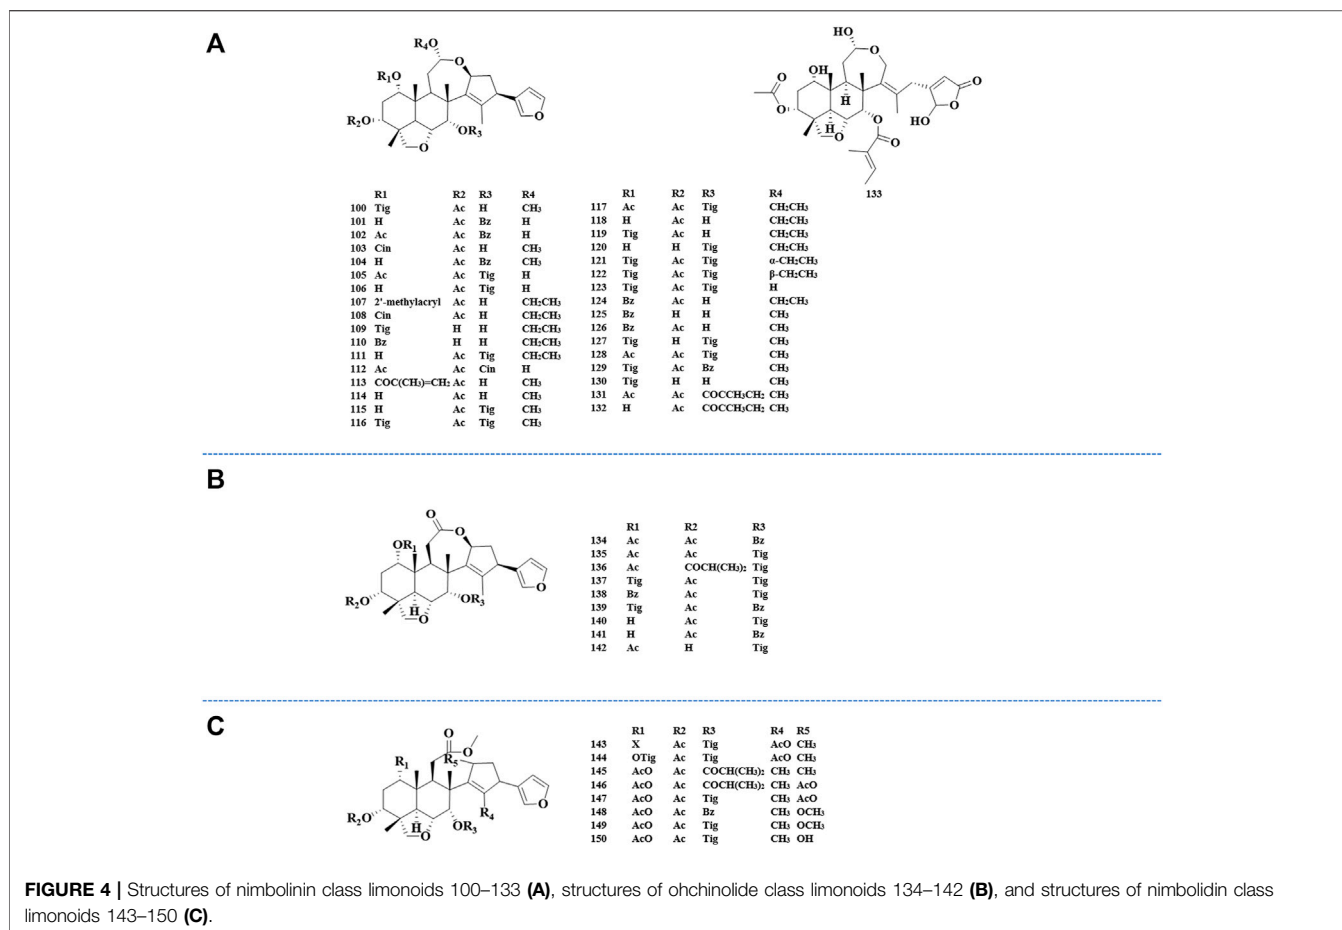 A
R4O
O
R1O
R2O
OR3
O
O
HO
O
OH
O
O
H
H
O
O
O
HO
O
O
133
R1 R2 R3 R4
100 Tig Ac H CH3
101 H Ac Bz H
102 Ac Ac Bz H
103 Cin Ac H CH3
104 H Ac Bz CH3
105 Ac Ac Tig H
106 H Ac Tig H
107 2'-methylacryl Ac H CH2CH3
108 Cin Ac H CH2CH3
109 Tig H H CH2CH3
110 Bz H H CH2CH3
111 H Ac Tig CH2CH3
112 Ac Ac Cin H
113 COC(CH3)=CH2 Ac H CH3
114 H Ac H CH3
115 H Ac Tig CH3
116 Tig Ac Tig CH3
R1 R2 R3 R4
117 Ac Ac Tig CH2CH3
118 H Ac H CH2CH3
119 Tig Ac H CH2CH3
120 H H Tig CH2CH3
121 Tig Ac Tig α-CH2CH3
122 Tig Ac Tig β-CH2CH3
123 Tig Ac Tig H
124 Bz Ac H CH2CH3
125 Bz H H CH3
126 Bz Ac H CH3
127 Tig H Tig CH3
128 Ac Ac Tig CH3
129 Tig Ac Bz CH3
130 Tig H H CH3
131 Ac Ac COCCH3CH2 CH3
132 H Ac COCCH3CH2 CH3
B
O
O
OR1
R2O
H
OR3
O
O
R1 R2 R3
134 Ac Ac Bz
135 Ac Ac Tig
136 Ac COCH(CH3)2 Tig
137 Tig Ac Tig
138 Bz Ac Tig
139 Tig Ac Bz
140 H Ac Tig
141 H Ac Bz
142 Ac H Tig
C
O
O
R5
R1
R2O
H
OR3
R4
O
O
R1 R2 R3 R4 R5
143 X Ac Tig AcO CH3
144 OTig Ac Tig AcO CH3
145 AcO Ac COCH(CH3)2 CH3 CH3
146 AcO Ac COCH(CH3)2 CH3 AcO
147 AcO Ac Tig CH3 AcO
148 AcO Ac Bz CH3 OCH3
149 AcO Ac Tig CH3 OCH3
150 AcO Ac Tig CH3 OH
FIGURE 4 | Structures of nimbolinin class limonoids 100–133 (A), structures of ohchinolide class limonoids 134–142 (B), and structures of nimbolidin class
limonoids 143–150 (C).